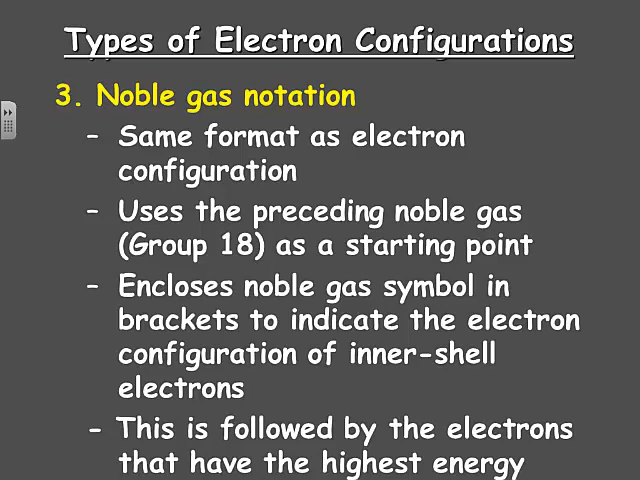 Types of Electron Configurations
3. Noble gas notation
– Same format as electron
configuration
– Uses the preceding noble gas
(Group 18) as a starting point
– Encloses noble gas symbol in
brackets to indicate the electron
configuration of inner-shell
electrons
- This is followed by the electrons
that have the highest energy